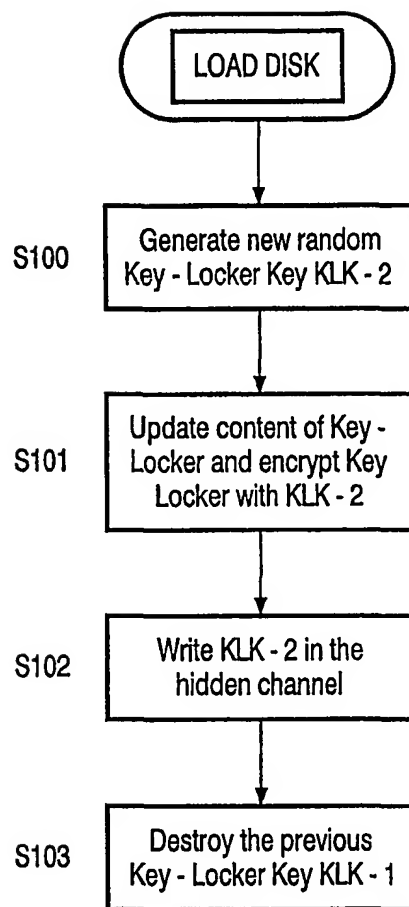 LOAD DISK
S100
Generate new random
Key - Locker Key KLK - 2
S101
Update content of Key -
Locker and encrypt Key
Locker with KLK - 2
S102
Write KLK - 2 in the
hidden channel
S103
Destroy the previous
Key - Locker Key KLK - 1